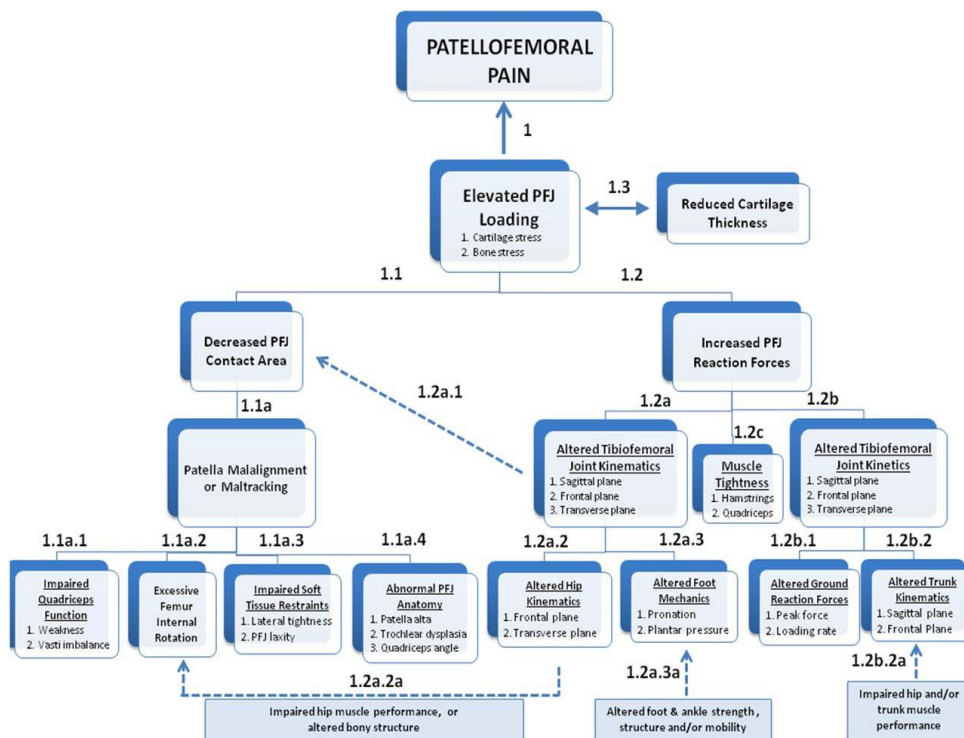 PATELLOFEMORAL
PAIN
1
Elevated PFJ
Loading
1. Cartilage stress
2. Bone stress
1.3
Reduced Cartilage
Thickness
1.1
1.2
Decreased PFJ
Contact Area
Increased PFJ
Reaction Forces
1.2a.1
1.1a
1.2a
1.2b
1.2c
Patella Malalignment
or Maltracking
Altered Tibiofemoral
Joint Kinematics
1. Sagittal plane
2. Frontal plane
3. Transverse plane
Muscle
Tightness
1. Hamstrings
2. Quadriceps
Altered Tibiofemoral
Joint Kinetics
1. Sagittal plane
2. Frontal plane
3. Transverse plane
1.1a.1
1.1a.2
1.1a.3
1.1a.4
1.2a.2
1.2a.3
1.2b.1
1.2b.2
Impaired
Quadriceps
Function
1. Weakness
2. Vasti imbalance
Excessive
Femur
Internal
Rotation
Impaired Soft
Tissue Restraints
1. Lateral tightness
2. PFJ laxity
Abnormal PFJ
Anatomy
1. Patella alta
2. Trochlear dysplasia
3. Quadriceps angle
Altered Hip
Kinematics
1. Frontal plane
2. Transverse plane
Altered Foot
Mechanics
1. Pronation
2. Plantar pressure
Altered Ground
Reaction Forces
1. Peak force
2. Loading rate
Altered Trunk
Kinematics
1. Sagittal plane
2. Frontal Plane
1.2a.2a
1.2a.3a
1.2b.2a
Impaired hip muscle performance, or
altered bony structure
Altered foot & ankle strength,
structure and/or mobility
Impaired hip and/or
trunk muscle
performance